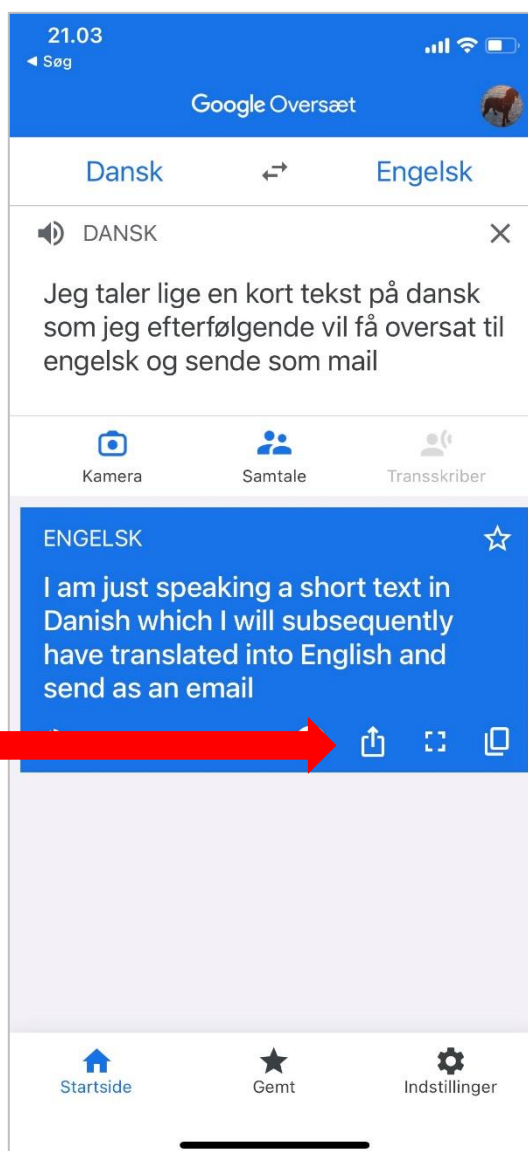 21.03
Søg
Google Oversæt
Dansk Engelsk
DANSK
Jeg taler lige en kort tekst på dansk
som jeg efterfølgende vil få oversat til
engelsk og sende som mail
Kamera Samtale Transskriber
ENGELSK
I am just speaking a short text in
Danish which I will subsequently
have translated into English and
send as an email
Startside Gemt Indstillinger